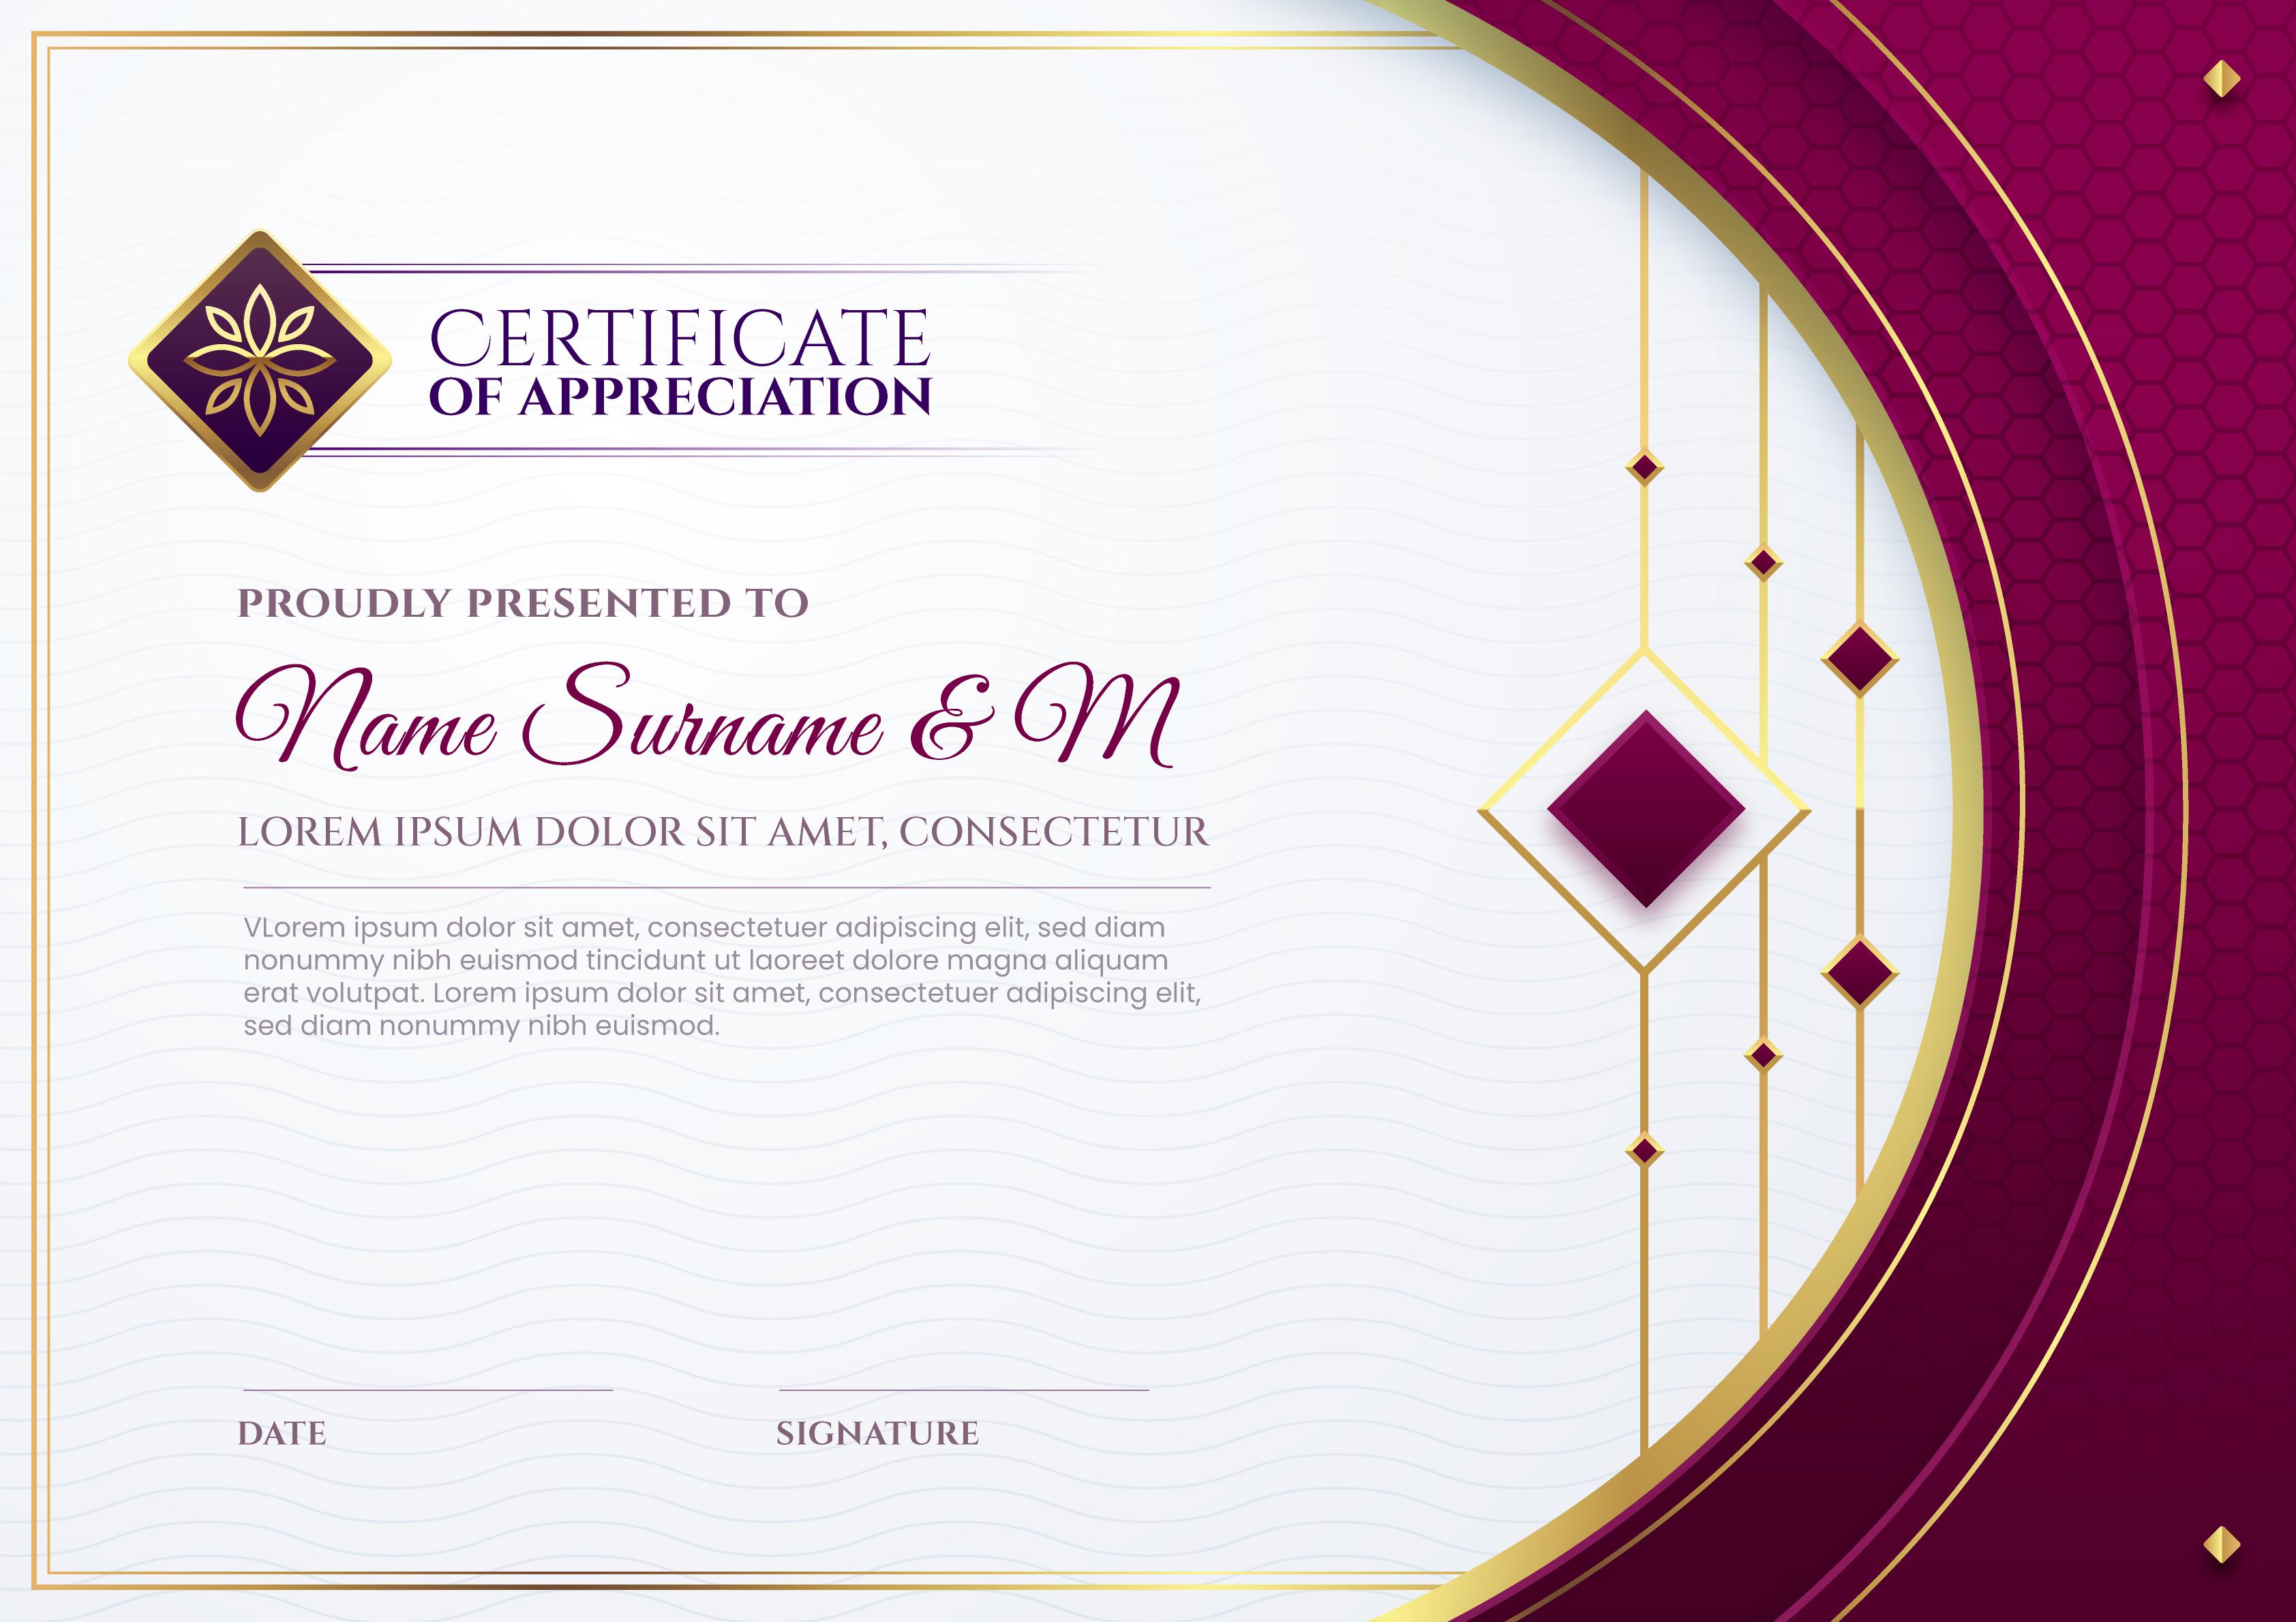 CERTIFICATE
OF APPRECIATION
PROUDLY PRESENTED TO
Name Surname & M
LOREM IPSUM DOLOR SIT AMET, CONSECTETUR
VLorem ipsum dolor sit amet, consectetuer adipiscing elit, sed diam
nonummy nibh euismod tincidunt ut laoreet dolore magna aliquam
erat volutpat. Lorem ipsum dolor sit amet, consectetuer adipiscing elit,
sed diam nonummy nibh euismod.
DATE
SIGNATURE